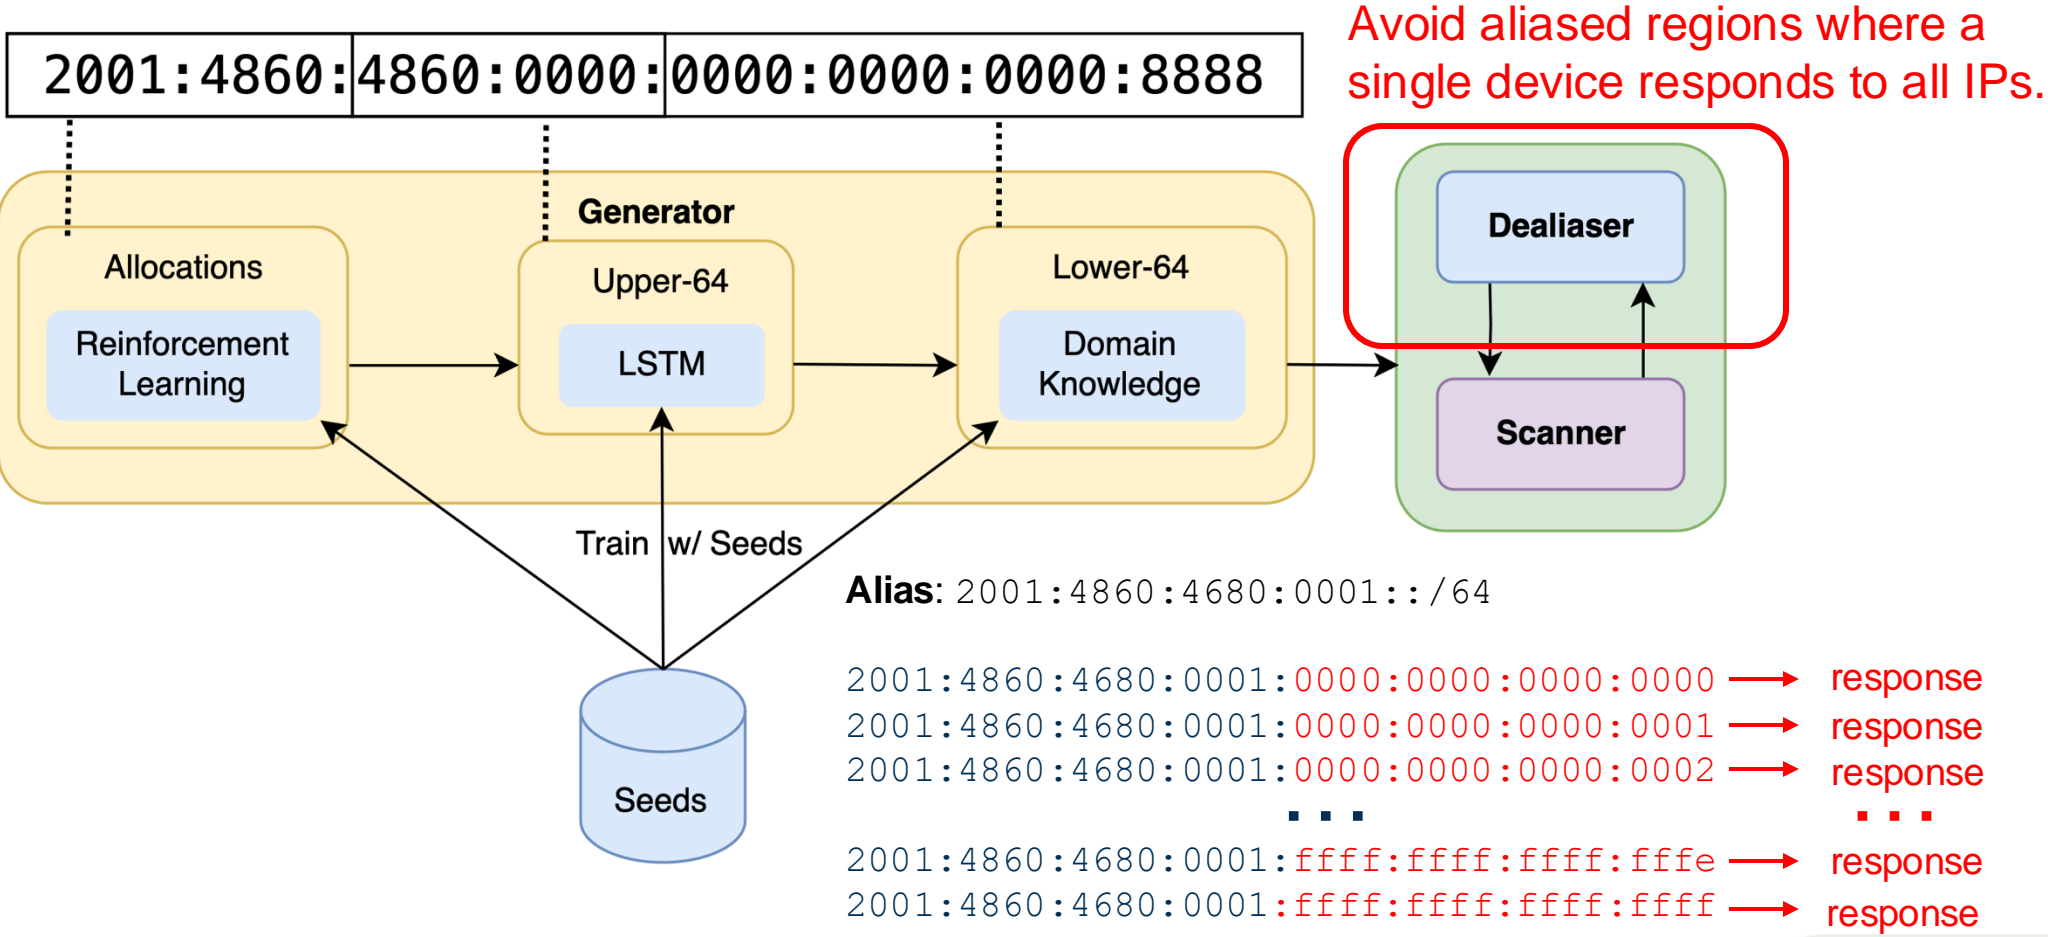 Avoid aliased regions where a
single device responds to all IPs.
2001:4860:4860:0000:0000:0000:0000:8888
Generator
Allocations
Reinforcement
Learning
Upper-64
LSTM
Lower-64
Domain
Knowledge
Dealiaser
Scanner
Train w/ Seeds
Seeds
Alias: 2001:4860:4680:0001::/64
2001:4860:4680:0001:0000:0000:0000:0000 response
2001:4860:4680:0001:0000:0000:0000:0001 response
2001:4860:4680:0001:0000:0000:0000:0002 response
... ...
2001:4860:4680:0001:ffff:ffff:ffff:fffe response
2001:4860:4680:0001:ffff:ffff:ffff:ffff response